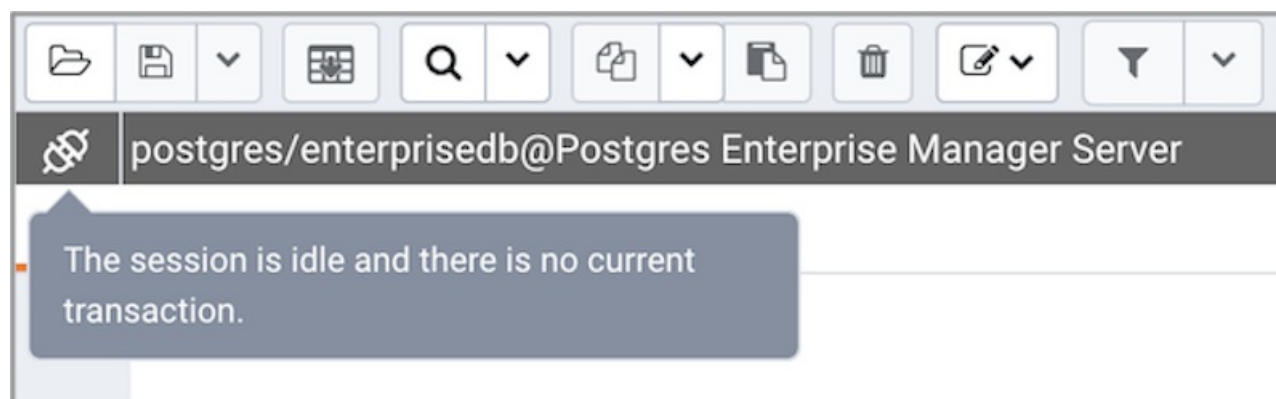 postgres/enterprisedb@Postgres Enterprise Manager Server
The session is idle and there is no current
transaction.